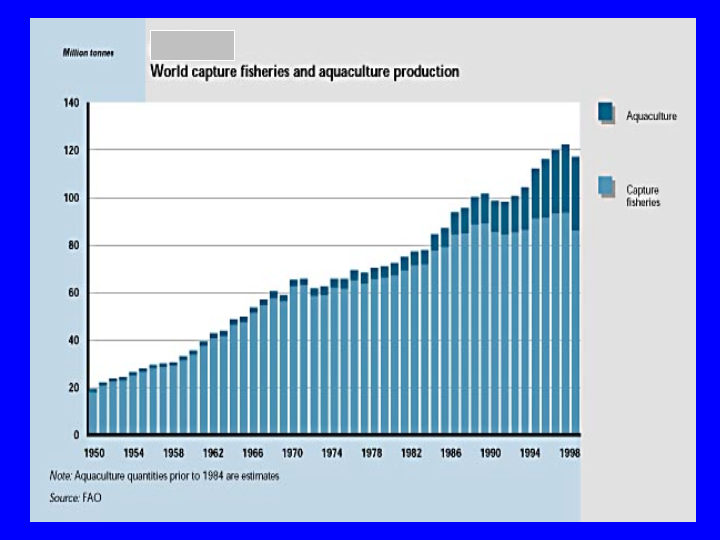 Million tonnes
World capture fisheries and aquaculture production
140
120
100
80
60
40
20
0
1950 1954 1958 1962 1966 1970 1974 1978 1982 1986 1990 1994 1998
Aquaculture
Capture
fisheries
Note: Aquaculture quantities prior to 1984 are estimates
Source: FAO